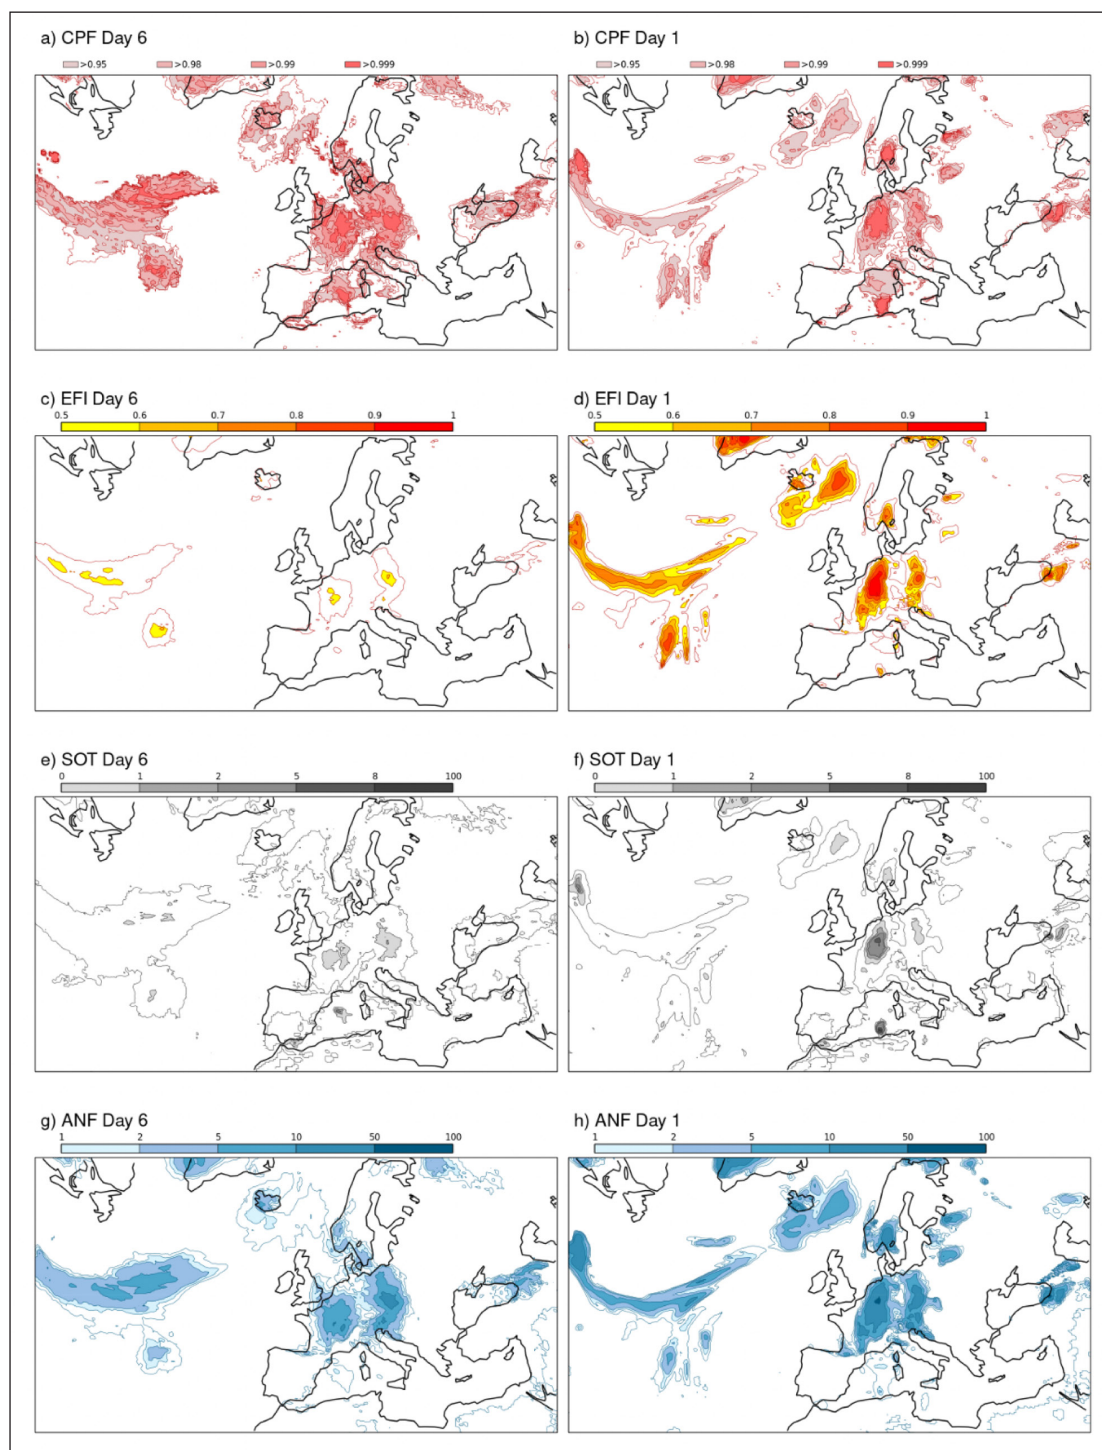 a) CPF Day 6
>0.95 >0.98 >0.99 >0.999
b) CPF Day 1
>0.95 >0.98 >0.99 >0.999
c) EFI Day 6
0.5 0.6 0.7 0.8 0.9 1
d) EFI Day 1
0.5 0.6 0.7 0.8 0.9 1
e) SOT Day 6
0 1 2 5 8 100
f) SOT Day 1
0 1 2 5 8 100
g) ANF Day 6
1 2 5 10 50 100
h) ANF Day 1
1 2 5 10 50 100